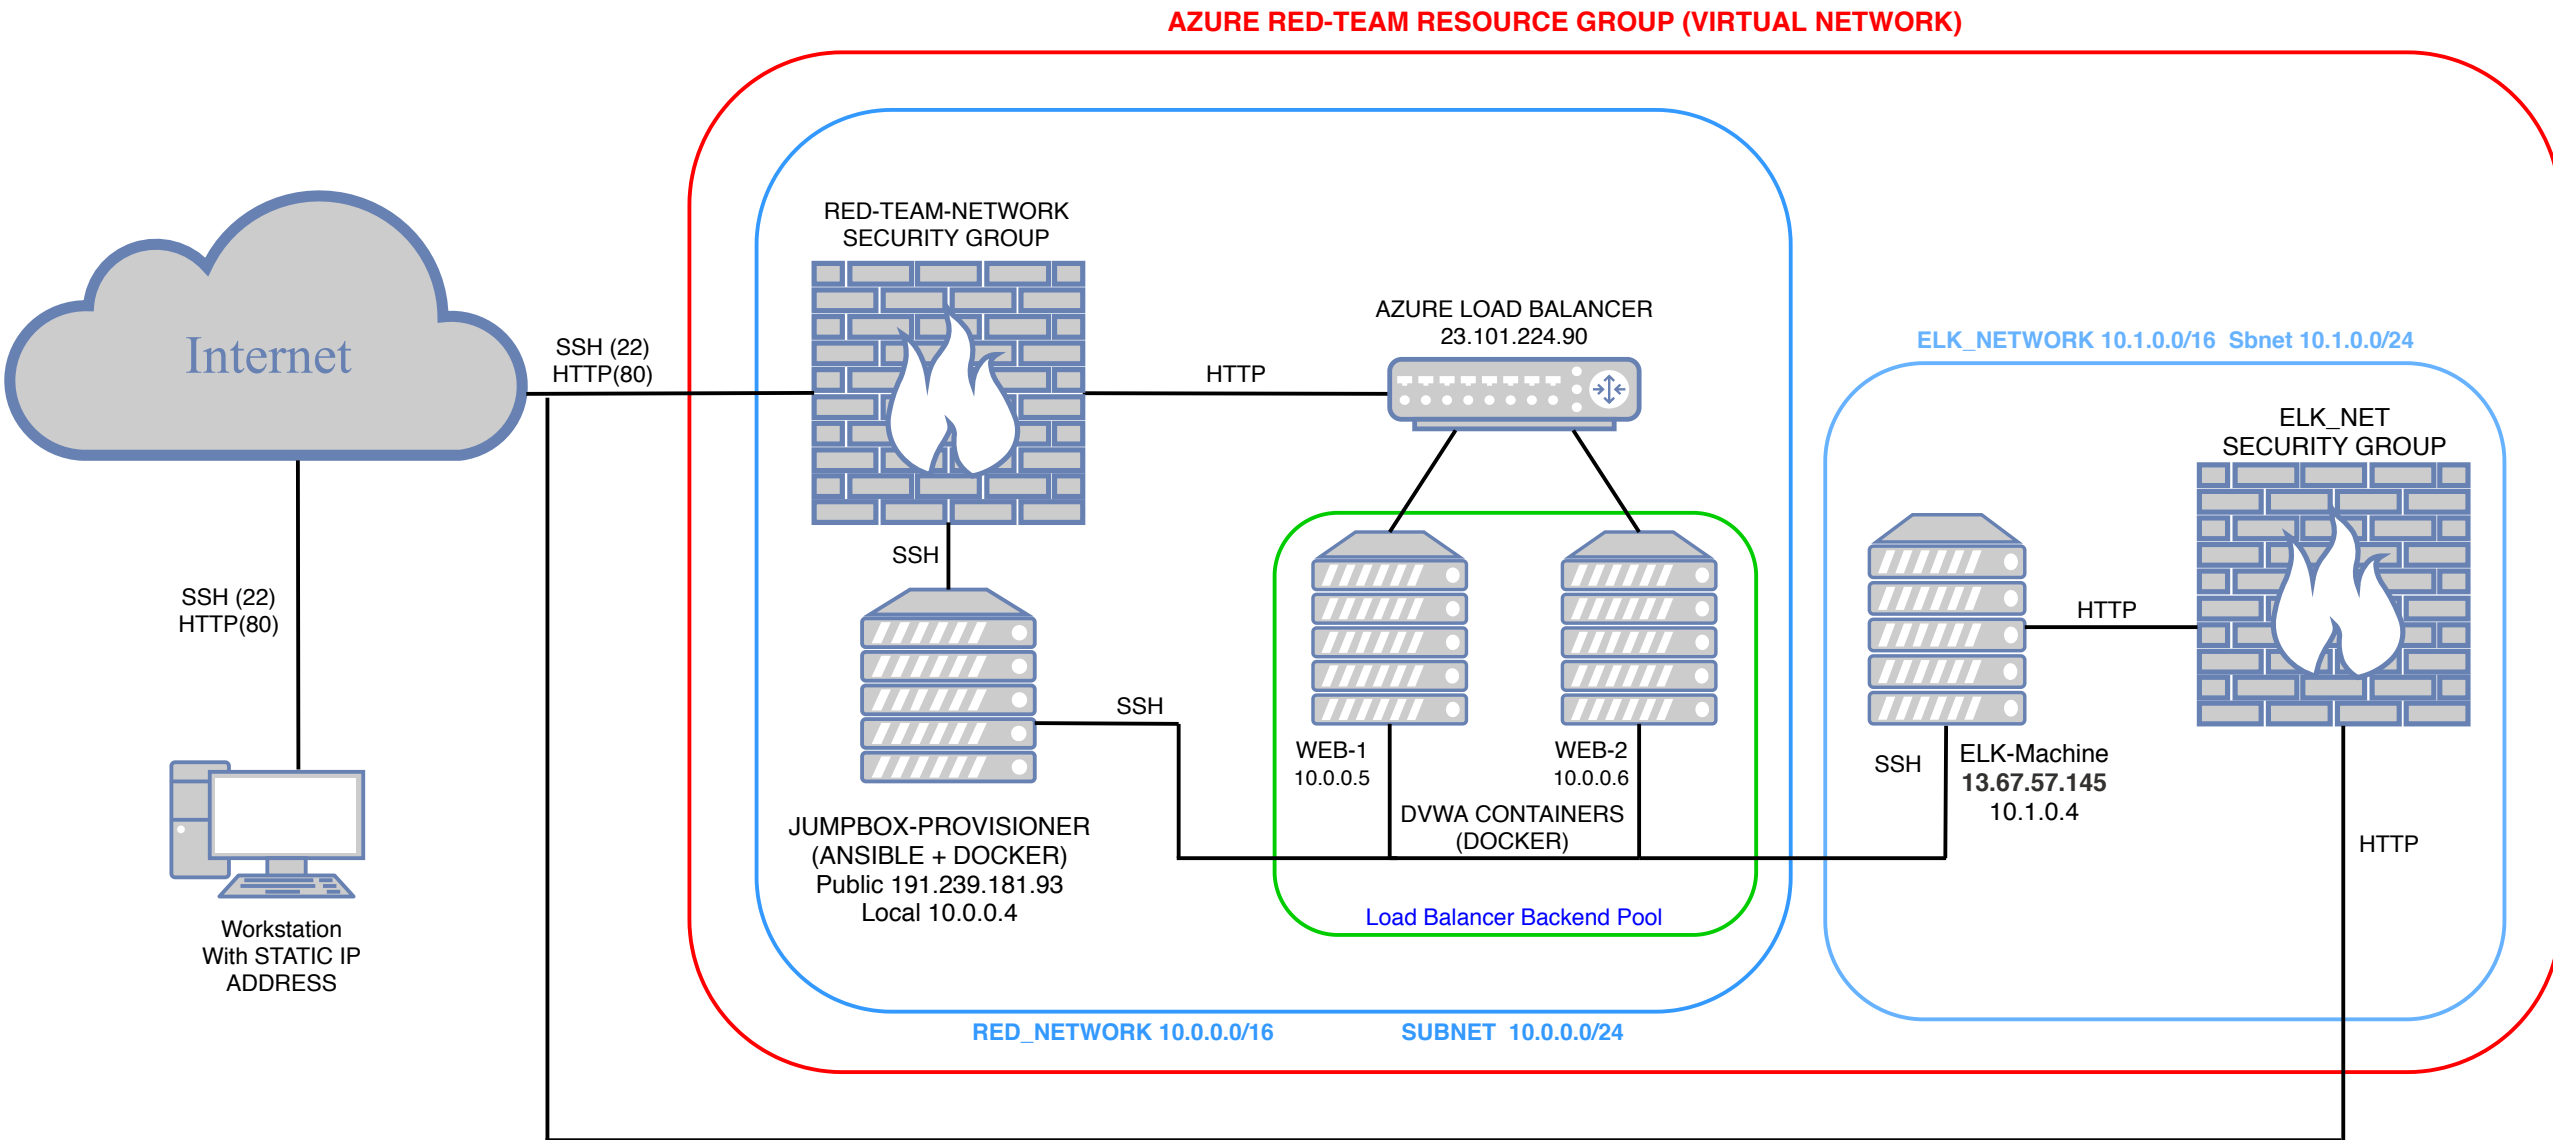 AZURE RED-TEAM RESOURCE GROUP (VIRTUAL NETWORK)
RED-TEAM-NETWORK
SECURITY GROUP
AZURE LOAD BALANCER
23.101.224.90
ELK_NETWORK 10.1.0.0/16  Sbnet 10.1.0.0/24
Internet
SSH (22)
HTTP(80)
HTTP
ELK_NET
SECURITY GROUP
SSH
SSH (22)
HTTP(80)
HTTP
SSH
WEB-1
10.0.0.5
WEB-2
10.0.0.6
SSH
ELK-Machine
13.67.57.145
10.1.0.4
DVWA CONTAINERS
(DOCKER)
HTTP
JUMPBOX-PROVISIONER
(ANSIBLE + DOCKER)
Public 191.239.181.93
Local 10.0.0.4
Load Balancer Backend Pool
Workstation
With STATIC IP
ADDRESS
RED_NETWORK 10.0.0.0/16
SUBNET  10.0.0.0/24